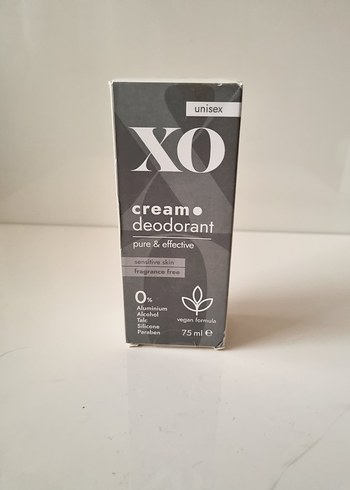 unisex
XO
cream
deodorant
pure & effective
sensitive skin
fragrance free
0%
Aluminium
Alcohol
Talc
Silicone
Paraben
vegan formula
75 ml ℮